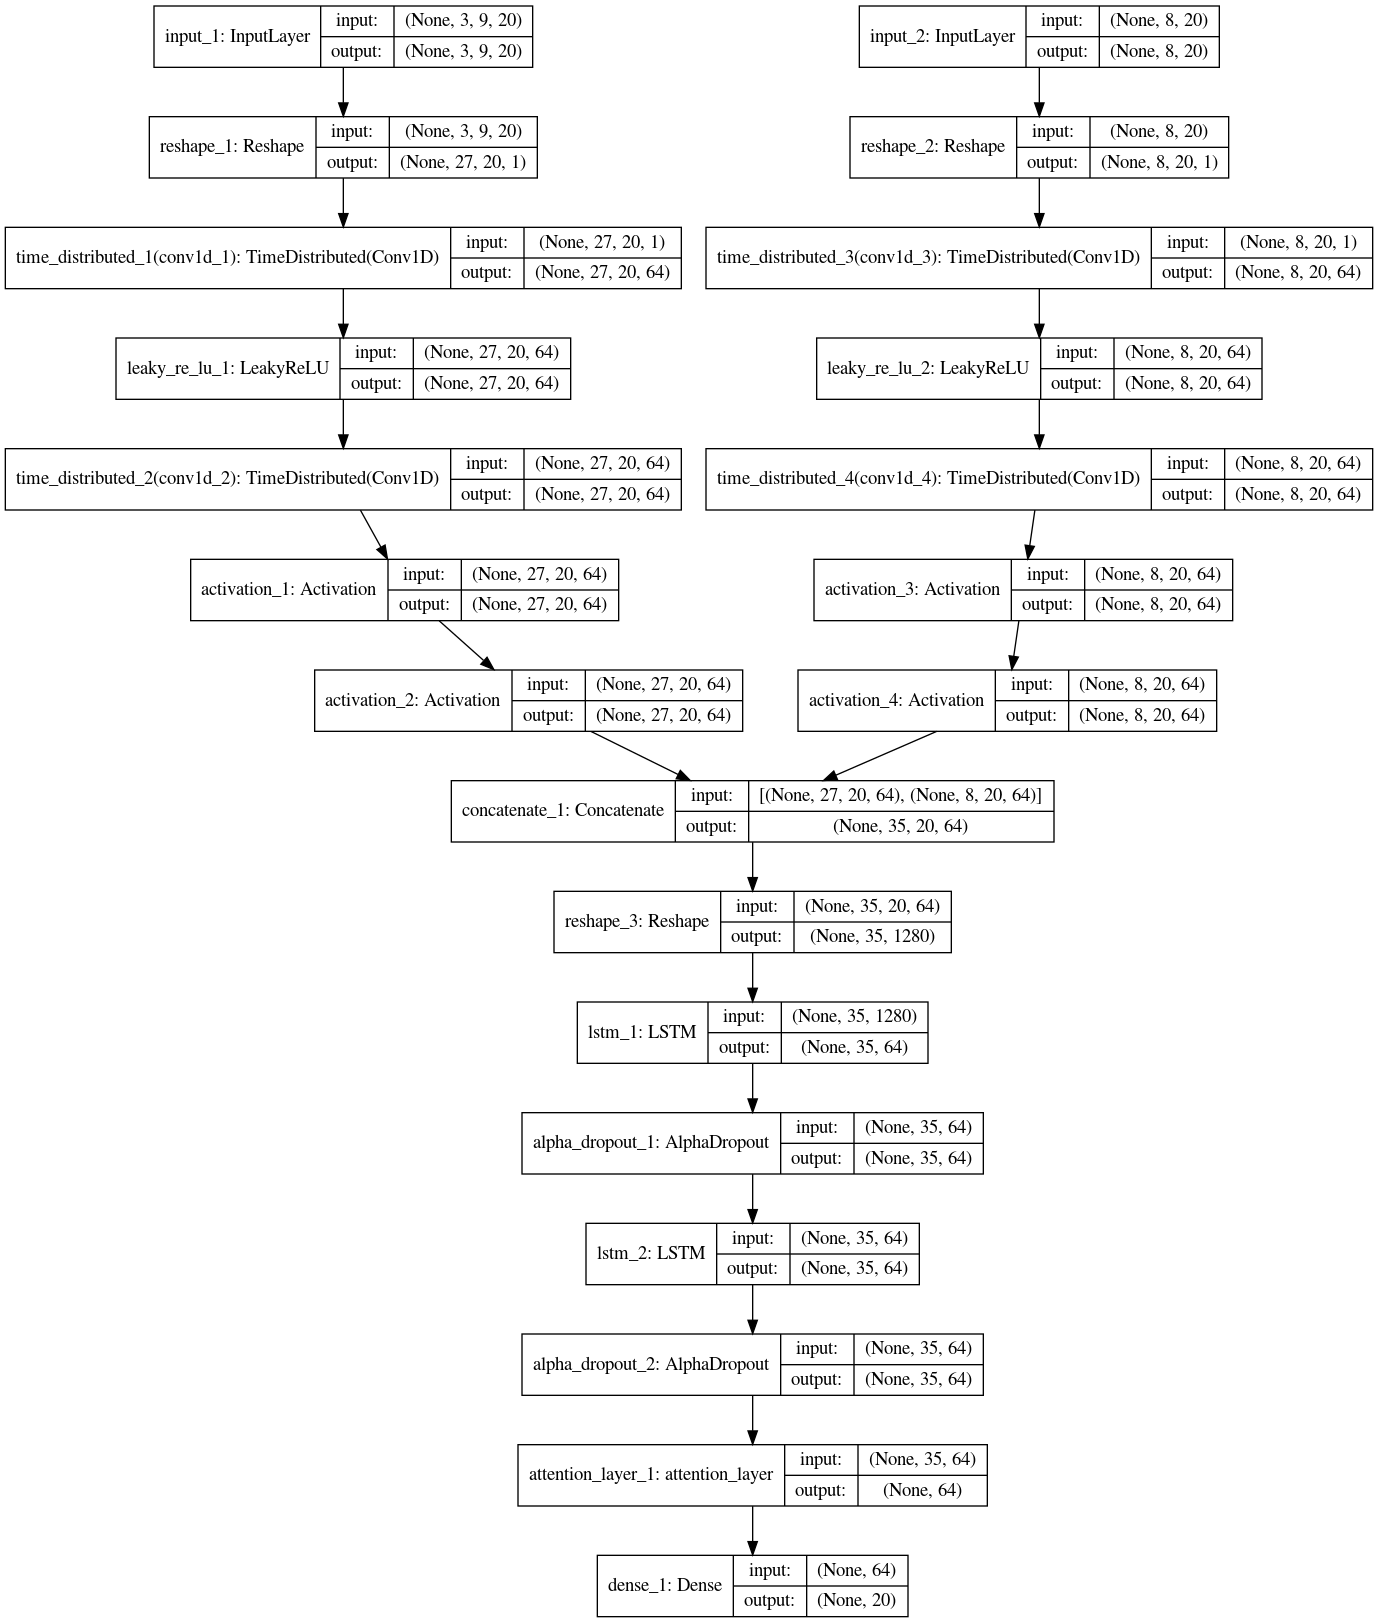 input_1: InputLayer
input: (None, 3, 9, 20)
output: (None, 3, 9, 20)
input_2: InputLayer
input: (None, 8, 20)
output: (None, 8, 20)
reshape_1: Reshape
input: (None, 3, 9, 20)
output: (None, 27, 20, 1)
reshape_2: Reshape
input: (None, 8, 20)
output: (None, 8, 20, 1)
time_distributed_1(conv1d_1): TimeDistributed(Conv1D)
input: (None, 27, 20, 1)
output: (None, 27, 20, 64)
time_distributed_3(conv1d_3): TimeDistributed(Conv1D)
input: (None, 8, 20, 1)
output: (None, 8, 20, 64)
leaky_re_lu_1: LeakyReLU
input: (None, 27, 20, 64)
output: (None, 27, 20, 64)
leaky_re_lu_2: LeakyReLU
input: (None, 8, 20, 64)
output: (None, 8, 20, 64)
time_distributed_2(conv1d_2): TimeDistributed(Conv1D)
input: (None, 27, 20, 64)
output: (None, 27, 20, 64)
time_distributed_4(conv1d_4): TimeDistributed(Conv1D)
input: (None, 8, 20, 64)
output: (None, 8, 20, 64)
activation_1: Activation
input: (None, 27, 20, 64)
output: (None, 27, 20, 64)
activation_3: Activation
input: (None, 8, 20, 64)
output: (None, 8, 20, 64)
activation_2: Activation
input: (None, 27, 20, 64)
output: (None, 27, 20, 64)
activation_4: Activation
input: (None, 8, 20, 64)
output: (None, 8, 20, 64)
concatenate_1: Concatenate
input: [(None, 27, 20, 64), (None, 8, 20, 64)]
output: (None, 35, 20, 64)
reshape_3: Reshape
input: (None, 35, 20, 64)
output: (None, 35, 1280)
lstm_1: LSTM
input: (None, 35, 1280)
output: (None, 35, 64)
alpha_dropout_1: AlphaDropout
input: (None, 35, 64)
output: (None, 35, 64)
lstm_2: LSTM
input: (None, 35, 64)
output: (None, 35, 64)
alpha_dropout_2: AlphaDropout
input: (None, 35, 64)
output: (None, 35, 64)
attention_layer_1: attention_layer
input: (None, 35, 64)
output: (None, 64)
dense_1: Dense
input: (None, 64)
output: (None, 20)